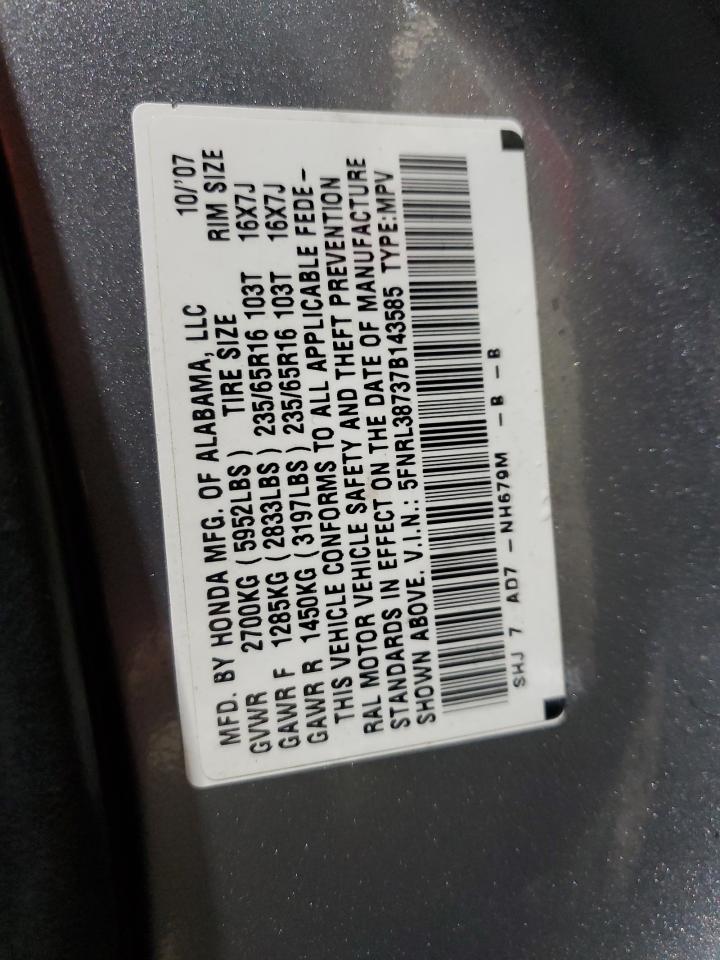 MFD. BY HONDA MFG. OF ALABAMA, LLC 10/'07
GVWR 2700KG (5952LBS) TIRE SIZE RIM SIZE
GAWR F 1285KG (2833LBS) 235/65R16 103T 16X7J
GAWR R 1450KG (3197LBS) 235/65R16 103T 16X7J
THIS VEHICLE CONFORMS TO ALL APPLICABLE FEDE-
RAL MOTOR VEHICLE SAFETY AND THEFT PREVENTION
STANDARDS IN EFFECT ON THE DATE OF MANUFACTURE
SHOWN ABOVE. V.I.N.: 5FNRL38737B143585 TYPE:MPV
SHJ 7 AD7 -NH679M -B -B